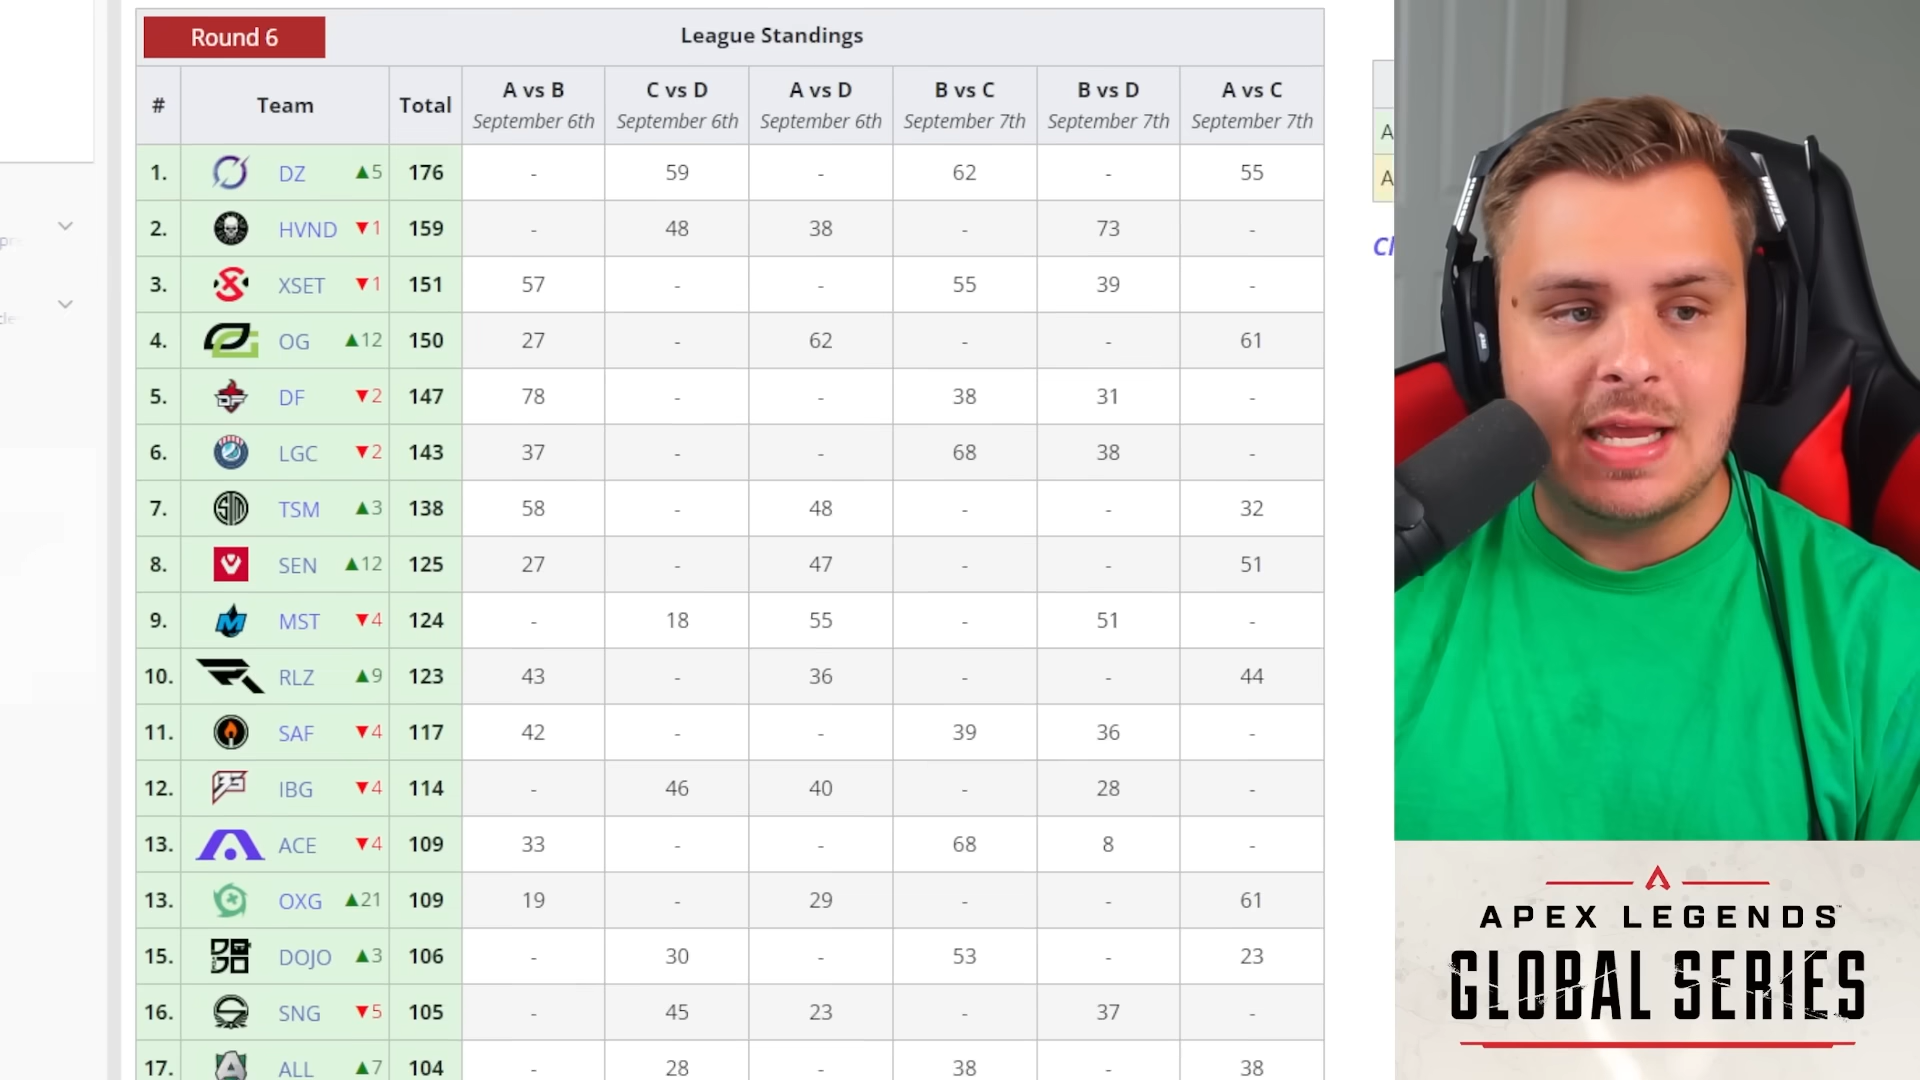 Round 6 League Standings
# Team Total A vs B C vs D A vs D B vs C B vs D A vs C
September 6th September 6th September 6th September 7th September 7th September 7th
1. DZ ▲5 176 - 59 - 62 - 55
2. HVND ▼1 159 - 48 38 - 73 -
3. XSET ▼1 151 57 - - 55 39 -
4. OG ▲12 150 27 - 62 - - 61
5. DF ▼2 147 78 - - 38 31 -
6. LGC ▼2 143 37 - - 68 38 -
7. TSM ▲3 138 58 - 48 - - 32
8. SEN ▲12 125 27 - 47 - - 51
9. MST ▼4 124 - 18 55 - 51 -
10. RLZ ▲9 123 43 - 36 - - 44
11. SAF ▼4 117 42 - - 39 36 -
12. IBG ▼4 114 - 46 40 - 28 -
13. ACE ▼4 109 33 - - 68 8 -
13. OXG ▲21 109 19 - 29 - - 61
15. DOJO ▲3 106 - 30 - 53 - 23
16. SNG ▼5 105 - 45 23 - 37 -
17. ALL ▲7 104 - 28 - 38 - 38
A
A
APEX LEGENDS
GLOBAL SERIES